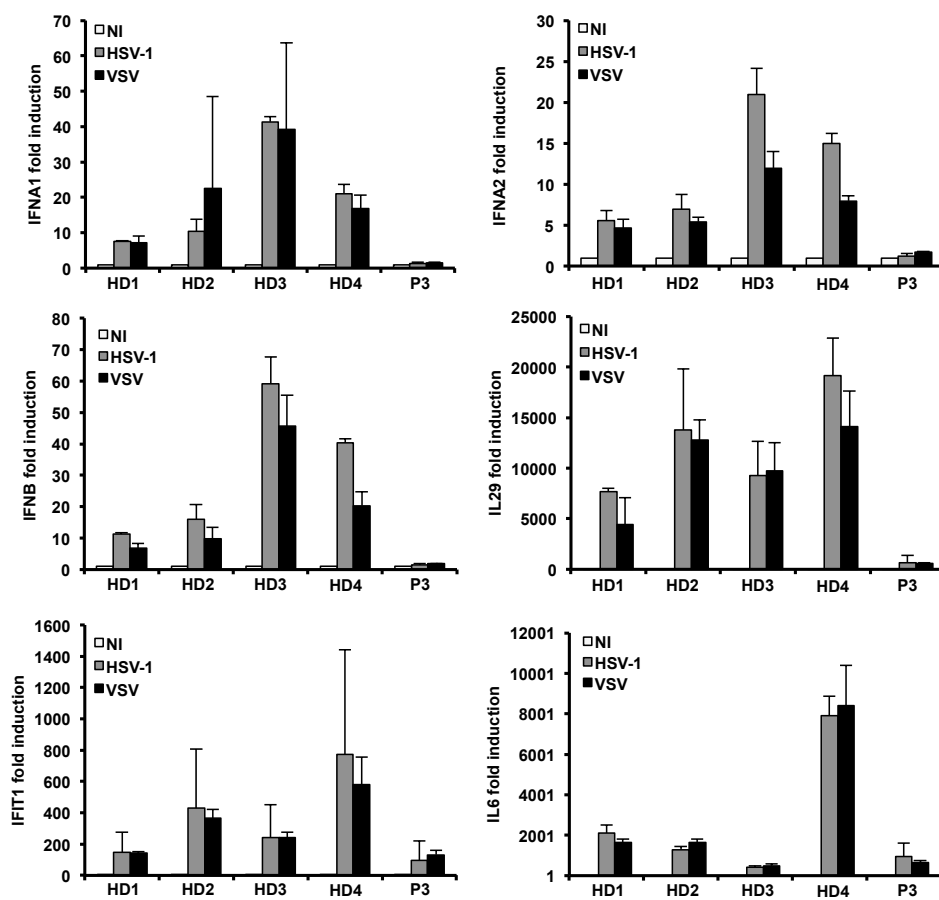 IFNA1 fold induction
70
60
50
40
30
20
10
0
NI
HSV-1
VSV
HD1 HD2 HD3 HD4 P3
IFNA2 fold induction
30
25
20
15
10
5
0
NI
HSV-1
VSV
HD1 HD2 HD3 HD4 P3
IFNB fold induction
80
70
60
50
40
30
20
10
0
NI
HSV-1
VSV
HD1 HD2 HD3 HD4 P3
IL29 fold induction
25000
20000
15000
10000
5000
0
NI
HSV-1
VSV
HD1 HD2 HD3 HD4 P3
IFIT1 fold induction
1600
1400
1200
1000
800
600
400
200
0
NI
HSV-1
VSV
HD1 HD2 HD3 HD4 P3
IL6 fold induction
12001
10001
8001
6001
4001
2001
1
NI
HSV-1
VSV
HD1 HD2 HD3 HD4 P3